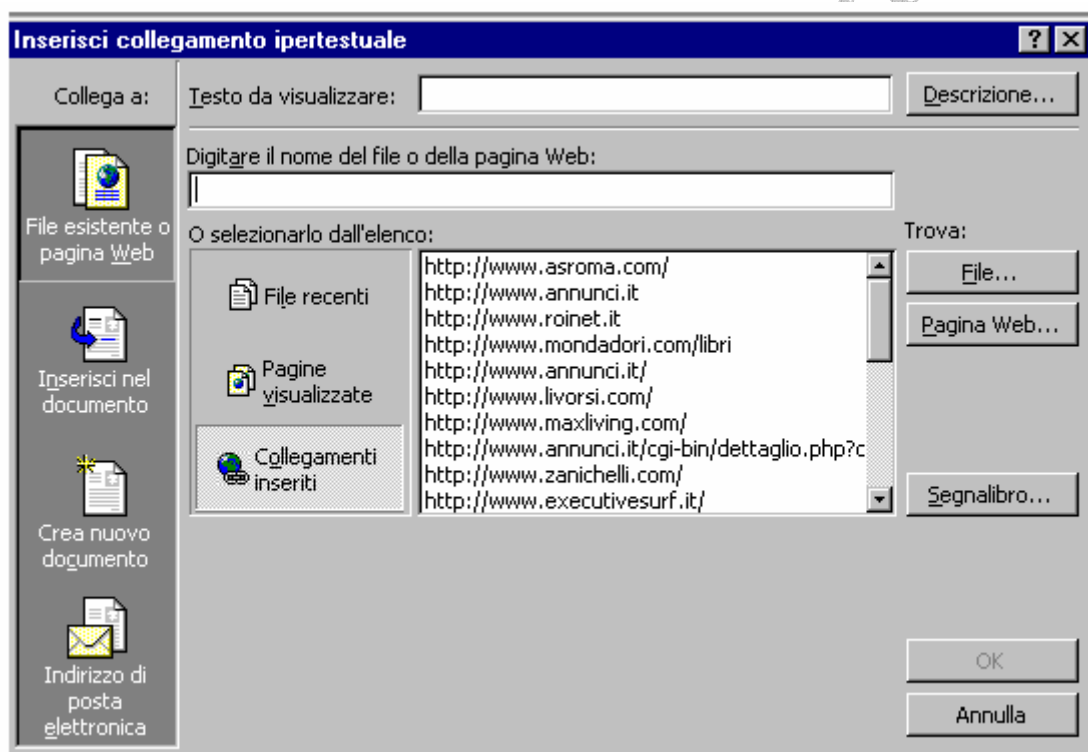 Inserisci collegamento ipertestuale
Collega a:
Testo da visualizzare:
Descrizione...
File esistente o
pagina Web
Digitare il nome del file o della pagina Web:
O selezionarlo dall'elenco:
File recenti
Pagine
visualizzate
Collegamenti
inseriti
http://www.asroma.com/
http://www.annunci.it
http://www.roinet.it
http://www.mondadori.com/libri
http://www.annunci.it/
http://www.livorsi.com/
http://www.maxliving.com/
http://www.annunci.it/cgi-bin/dettaglio.php?c
http://www.zanichelli.com/
http://www.executivesurf.it/
Trova:
File...
Pagina Web...
Segnalibro...
Inserisci nel
documento
Crea nuovo
documento
Indirizzo di
posta
elettronica
OK
Annulla